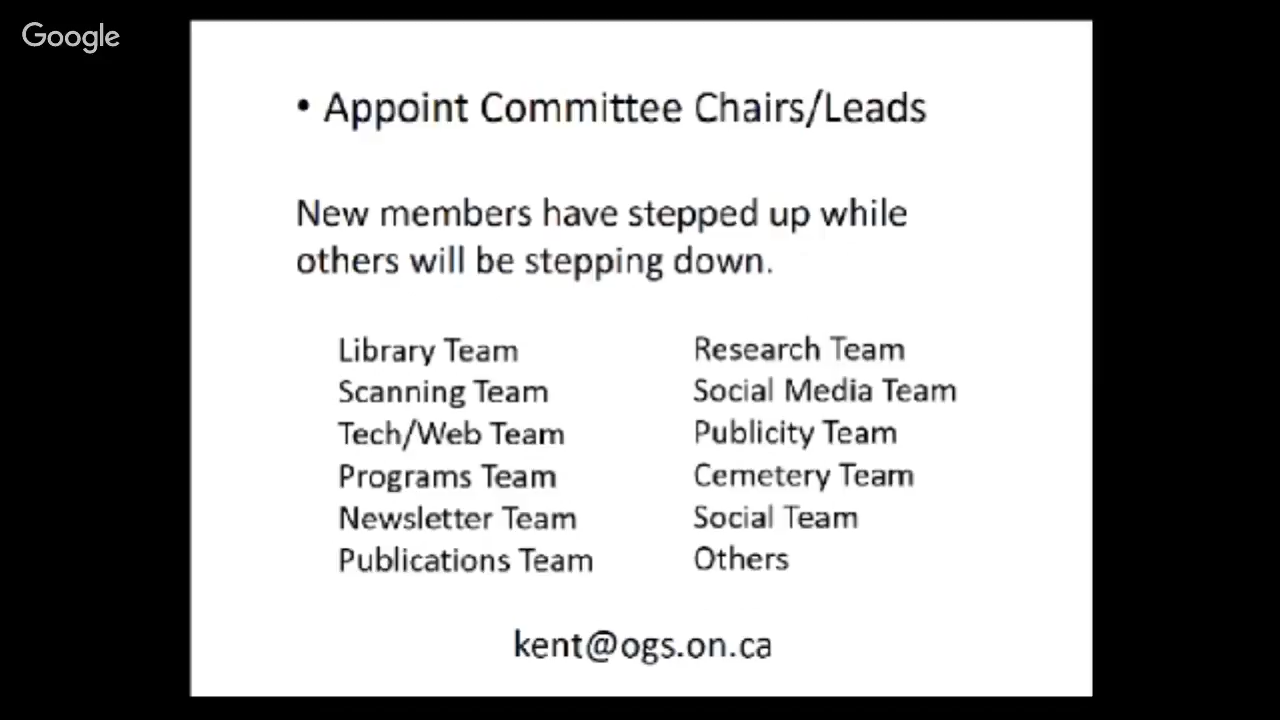 Google
• Appoint Committee Chairs/Leads
New members have stepped up while
others will be stepping down.
Library Team
Scanning Team
Tech/Web Team
Programs Team
Newsletter Team
Publications Team
Research Team
Social Media Team
Publicity Team
Cemetery Team
Social Team
Others
kent@ogs.on.ca